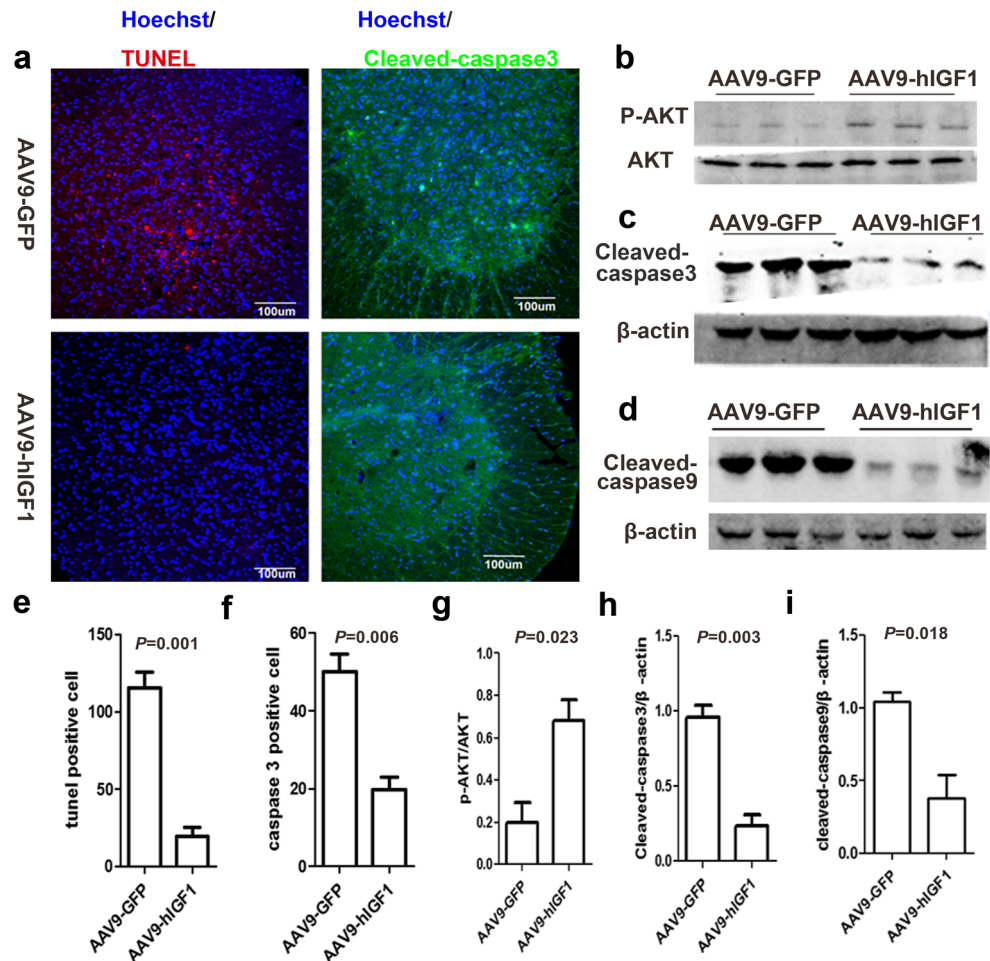 Hoechst/
TUNEL
Hoechst/
Cleaved-caspase3
a
AAV9-GFP
100um
100um
AAV9-hIGF1
100um
100um
b
AAV9-GFP AAV9-hIGF1
P-AKT
AKT
c
AAV9-GFP AAV9-hIGF1
Cleaved-
caspase3
β-actin
d
AAV9-GFP AAV9-hIGF1
Cleaved-
caspase9
β-actin
e
P=0.001
tunel positive cell
150
100
50
0
AAV9-GFP
AAV9-hIGF1
f
P=0.006
caspase 3 positive cell
60
40
20
0
AAV9-GFP
AAV9-hIGF1
g
P=0.023
p-AKT/AKT
1.0
0.8
0.6
0.4
0.2
0.0
AAV9-GFP
AAV9-hIGF1
h
P=0.003
Cleaved-caspase3/β -actin
1.5
1.0
0.5
0.0
AAV9-GFP
AAV9-hIGF1
i
P=0.018
cleaved-caspase9/β -actin
1.5
1.0
0.5
0.0
AAV9-GFP
AAV9-hIGF1